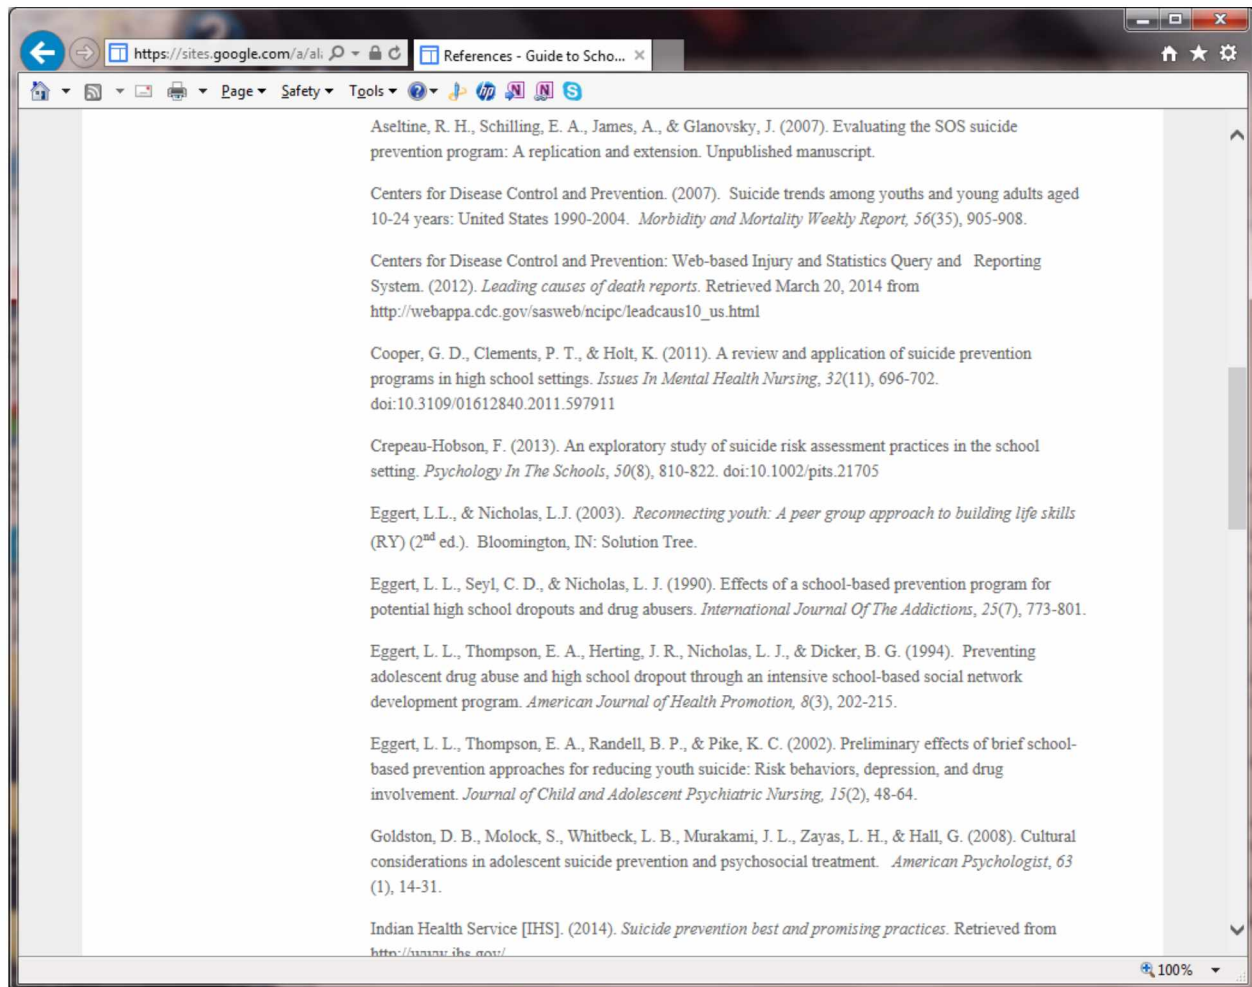 https://sites.google.com/a/al
References - Guide to Scho...
Page Safety Tools
Aseltine, R. H., Schilling, E. A., James, A., & Glanovsky, J. (2007). Evaluating the SOS suicide
prevention program: A replication and extension. Unpublished manuscript.
Centers for Disease Control and Prevention. (2007).  Suicide trends among youths and young adults aged
10-24 years: United States 1990-2004.  Morbidity and Mortality Weekly Report, 56(35), 905-908.
Centers for Disease Control and Prevention: Web-based Injury and Statistics Query and  Reporting
System. (2012). Leading causes of death reports. Retrieved March 20, 2014 from
http://webappa.cdc.gov/sasweb/ncipc/leadcaus10_us.html
Cooper, G. D., Clements, P. T., & Holt, K. (2011). A review and application of suicide prevention
programs in high school settings. Issues In Mental Health Nursing, 32(11), 696-702.
doi:10.3109/01612840.2011.597911
Crepeau-Hobson, F. (2013). An exploratory study of suicide risk assessment practices in the school
setting. Psychology In The Schools, 50(8), 810-822. doi:10.1002/pits.21705
Eggert, L.L., & Nicholas, L.J. (2003).  Reconnecting youth: A peer group approach to building life skills
(RY) (2nd ed.).  Bloomington, IN: Solution Tree.
Eggert, L. L., Seyl, C. D., & Nicholas, L. J. (1990). Effects of a school-based prevention program for
potential high school dropouts and drug abusers. International Journal Of The Addictions, 25(7), 773-801.
Eggert, L. L., Thompson, E. A., Herting, J. R., Nicholas, L. J., & Dicker, B. G. (1994).  Preventing
adolescent drug abuse and high school dropout through an intensive school-based social network
development program. American Journal of Health Promotion, 8(3), 202-215.
Eggert, L. L., Thompson, E. A., Randell, B. P., & Pike, K. C. (2002). Preliminary effects of brief school-
based prevention approaches for reducing youth suicide: Risk behaviors, depression, and drug
involvement. Journal of Child and Adolescent Psychiatric Nursing, 15(2), 48-64.
Goldston, D. B., Molock, S., Whitbeck, L. B., Murakami, J. L., Zayas, L. H., & Hall, G. (2008). Cultural
considerations in adolescent suicide prevention and psychosocial treatment.  American Psychologist, 63
(1), 14-31.
Indian Health Service [IHS]. (2014). Suicide prevention best and promising practices. Retrieved from
http://www.ihs.gov/
100%